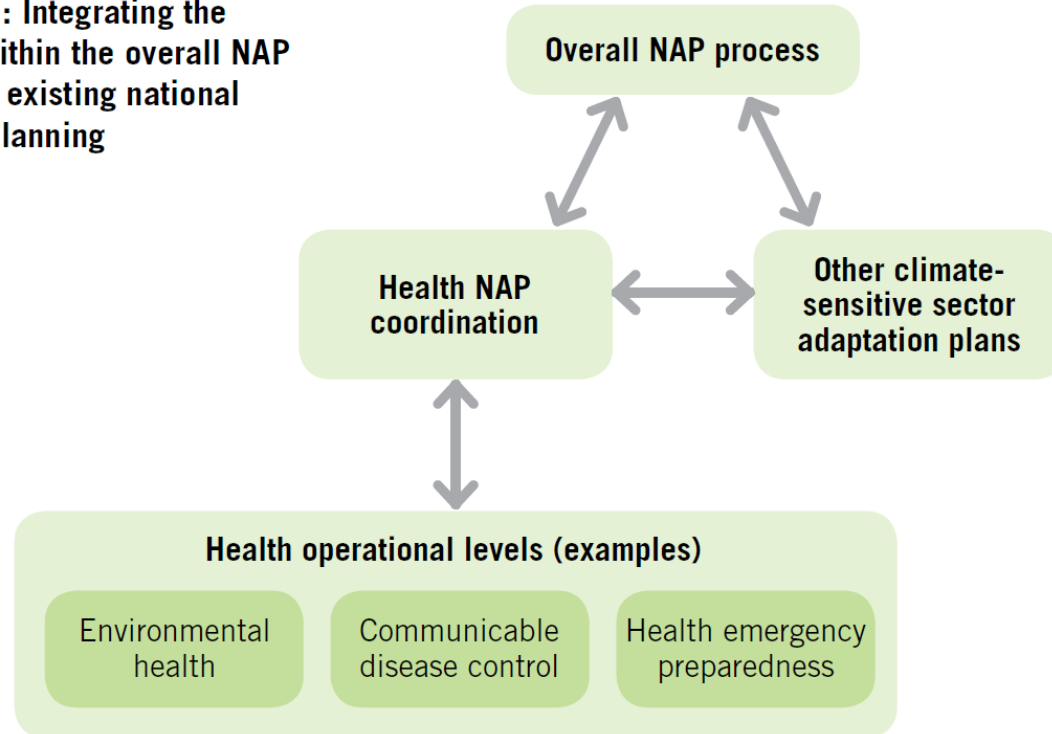 : Integrating the
ithin the overall NAP
existing national
lanning
Overall NAP process
Health NAP
coordination
Other climate-
sensitive sector
adaptation plans
Health operational levels (examples)
Environmental
health
Communicable
disease control
Health emergency
preparedness